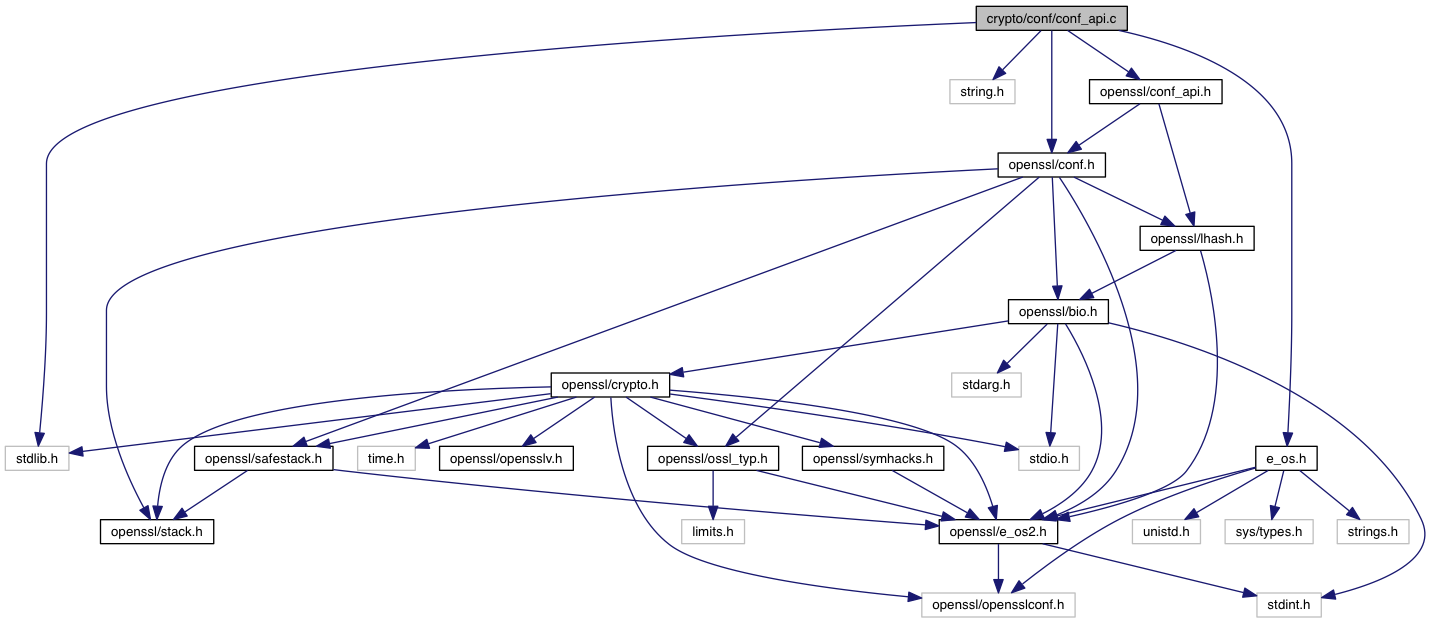 crypto/conf/conf_api.c
string.h
openssl/conf_api.h
openssl/conf.h
openssl/lhash.h
openssl/bio.h
openssl/crypto.h
stdarg.h
stdlib.h
openssl/safestack.h
time.h
openssl/opensslv.h
openssl/ossl_typ.h
openssl/symhacks.h
stdio.h
e_os.h
openssl/stack.h
limits.h
openssl/e_os2.h
unistd.h
sys/types.h
strings.h
openssl/opensslconf.h
stdint.h